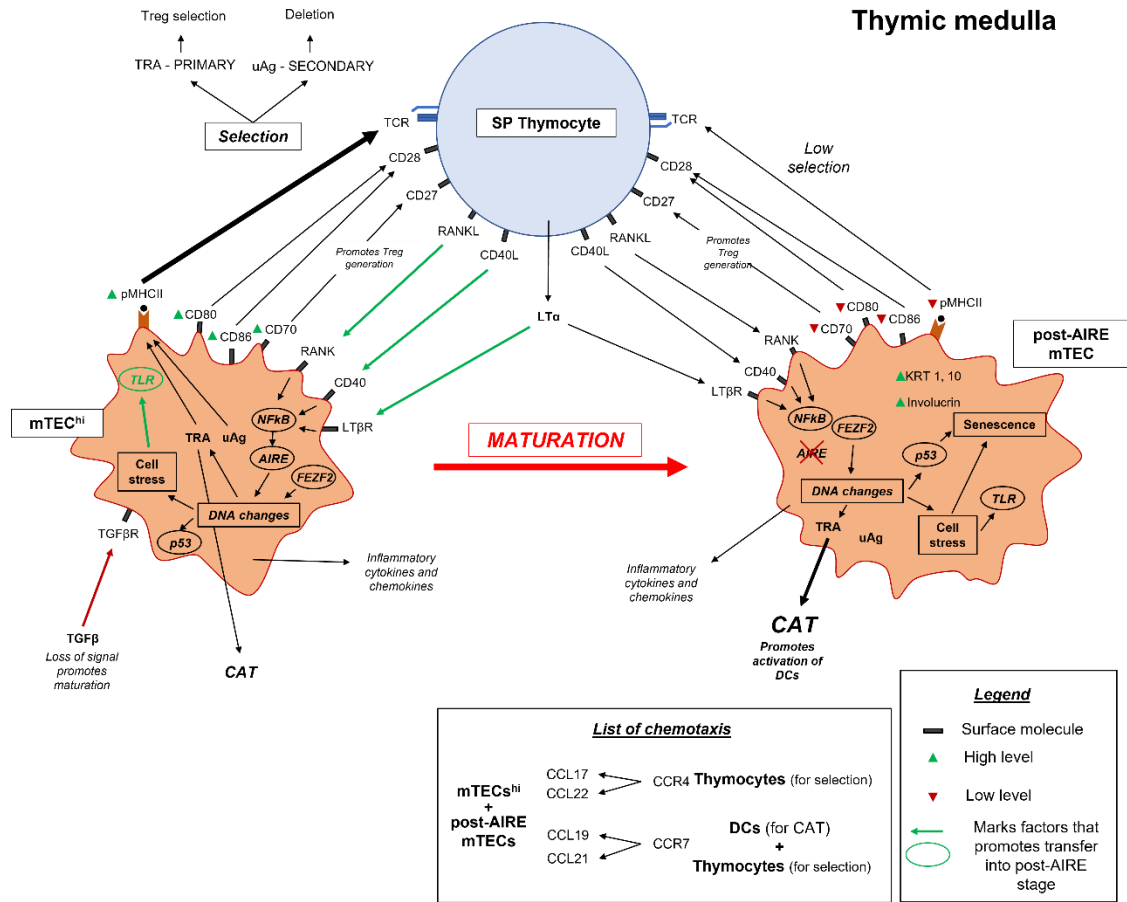 Thymic medulla
Treg selection
Deletion
TRA - PRIMARY
uAg - SECONDARY
Selection
SP Thymocyte
TCR
CD28
CD27
RANKL
CD40L
TCR
CD28
CD27
RANKL
CD40L
Low
selection
Promotes Treg
generation
Promotes
Treg
generation
LTα
pMHCII
CD80
CD86
CD70
RANK
CD40
LTβR
TLR
mTEChi
TRA
uAg
NFkB
AIRE
FEZF2
Cell
stress
DNA changes
p53
TGFβR
TGFβ
Loss of signal
promotes
maturation
CAT
Inflammatory
cytokines and
chemokines
MATURATION
pMHCII
CD80
CD86
CD70
RANK
CD40
LTβR
post-AIRE
mTEC
KRT 1, 10
Involucrin
NFkB
FEZF2
AIRE
Senescence
p53
DNA changes
TLR
TRA
uAg
Cell
stress
Inflammatory
cytokines and
chemokines
CAT
Promotes
activation of
DCs
List of chemotaxis
mTECshi
+
post-AIRE
mTECs
CCL17
CCL22
CCR4
Thymocytes (for selection)
CCL19
CCL21
CCR7
DCs (for CAT)
+
Thymocytes (for selection)
Legend
Surface molecule
High level
Low level
Marks factors that
promotes transfer
into post-AIRE
stage